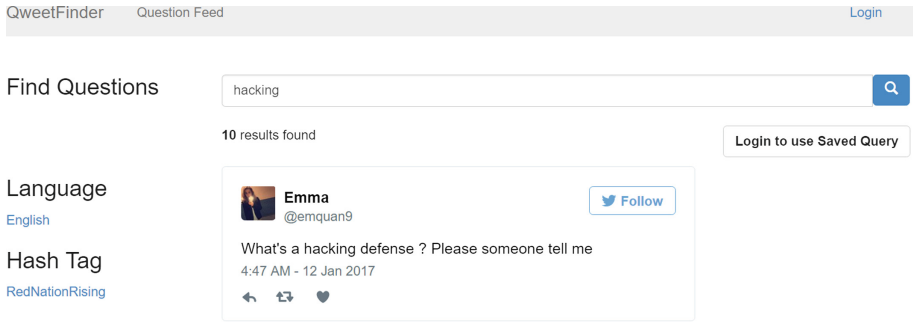 QweetFinder Question Feed Login
Find Questions
hacking
10 results found
Login to use Saved Query
Language
English
Hash Tag
RedNationRising
Emma
@emquan9
Follow
What's a hacking defense ? Please someone tell me
4:47 AM - 12 Jan 2017